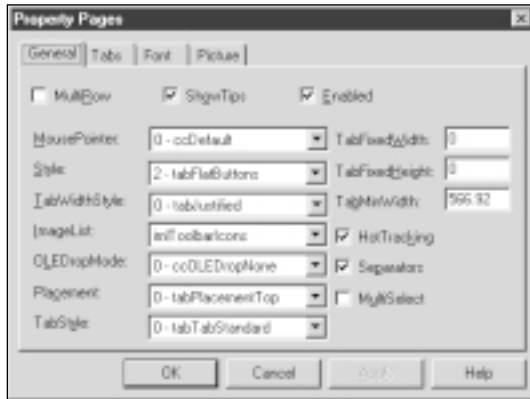 Property Pages
General Tabs Font Picture
MultiRow ShowTips Enabled
MousePointer: 0 - ccDefault TabFixedWidth: 0
Style: 2 - tabFlatButtons TabFixedHeight: 0
TabWidthStyle: 0 - tabJustified TabMinWidth: 566.92
ImageList: imlToolbarIcons HotTracking
OLEDropMode: 0 - ccOLEDropNone Separators
Placement: 0 - tabPlacementTop MultiSelect
TabStyle: 0 - tabTabStandard
OK Cancel Apply Help